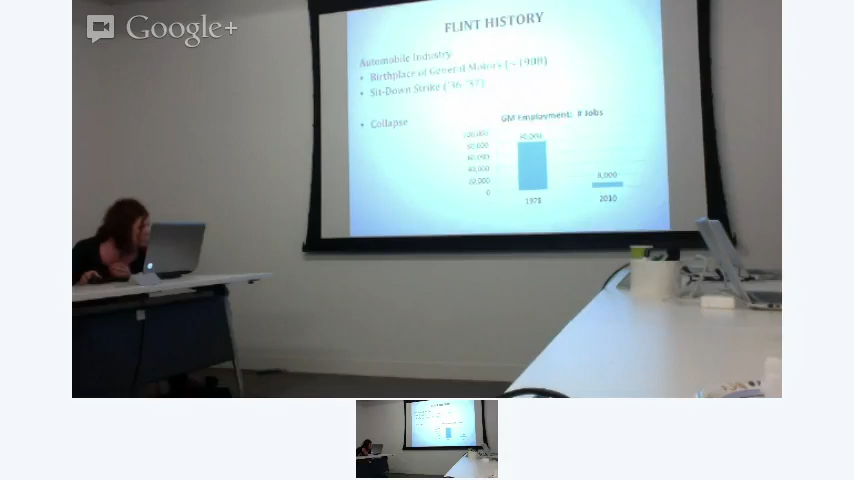 Google+
FLINT HISTORY
Automobile Industry
• Birthplace of General Motors (~ 1908)
• Sit-Down Strike ('36-'37)
• Collapse
GM Employment: # Jobs
100,000
80,000
60,000
40,000
20,000
0
80,000
8,000
1978
2010